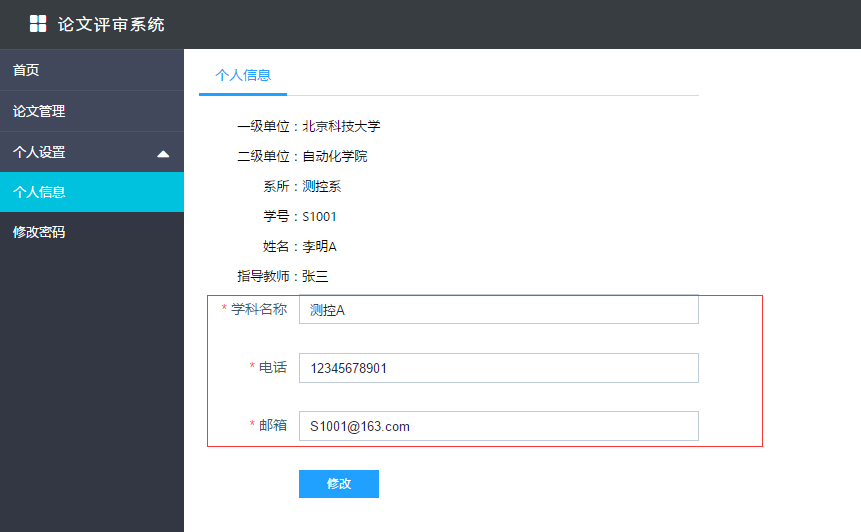 论文评审系统
首页
论文管理
个人设置
个人信息
修改密码
个人信息
一级单位：北京科技大学
二级单位：自动化学院
系所：测控系
学号：S1001
姓名：李明A
指导教师：张三
* 学科名称 测控A
* 电话 12345678901
* 邮箱 S1001@163.com
修改